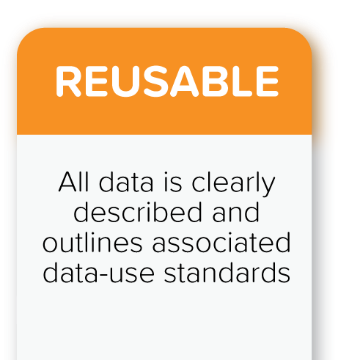 REUSABLE
All data is clearly
described and
outlines associated
data-use standards